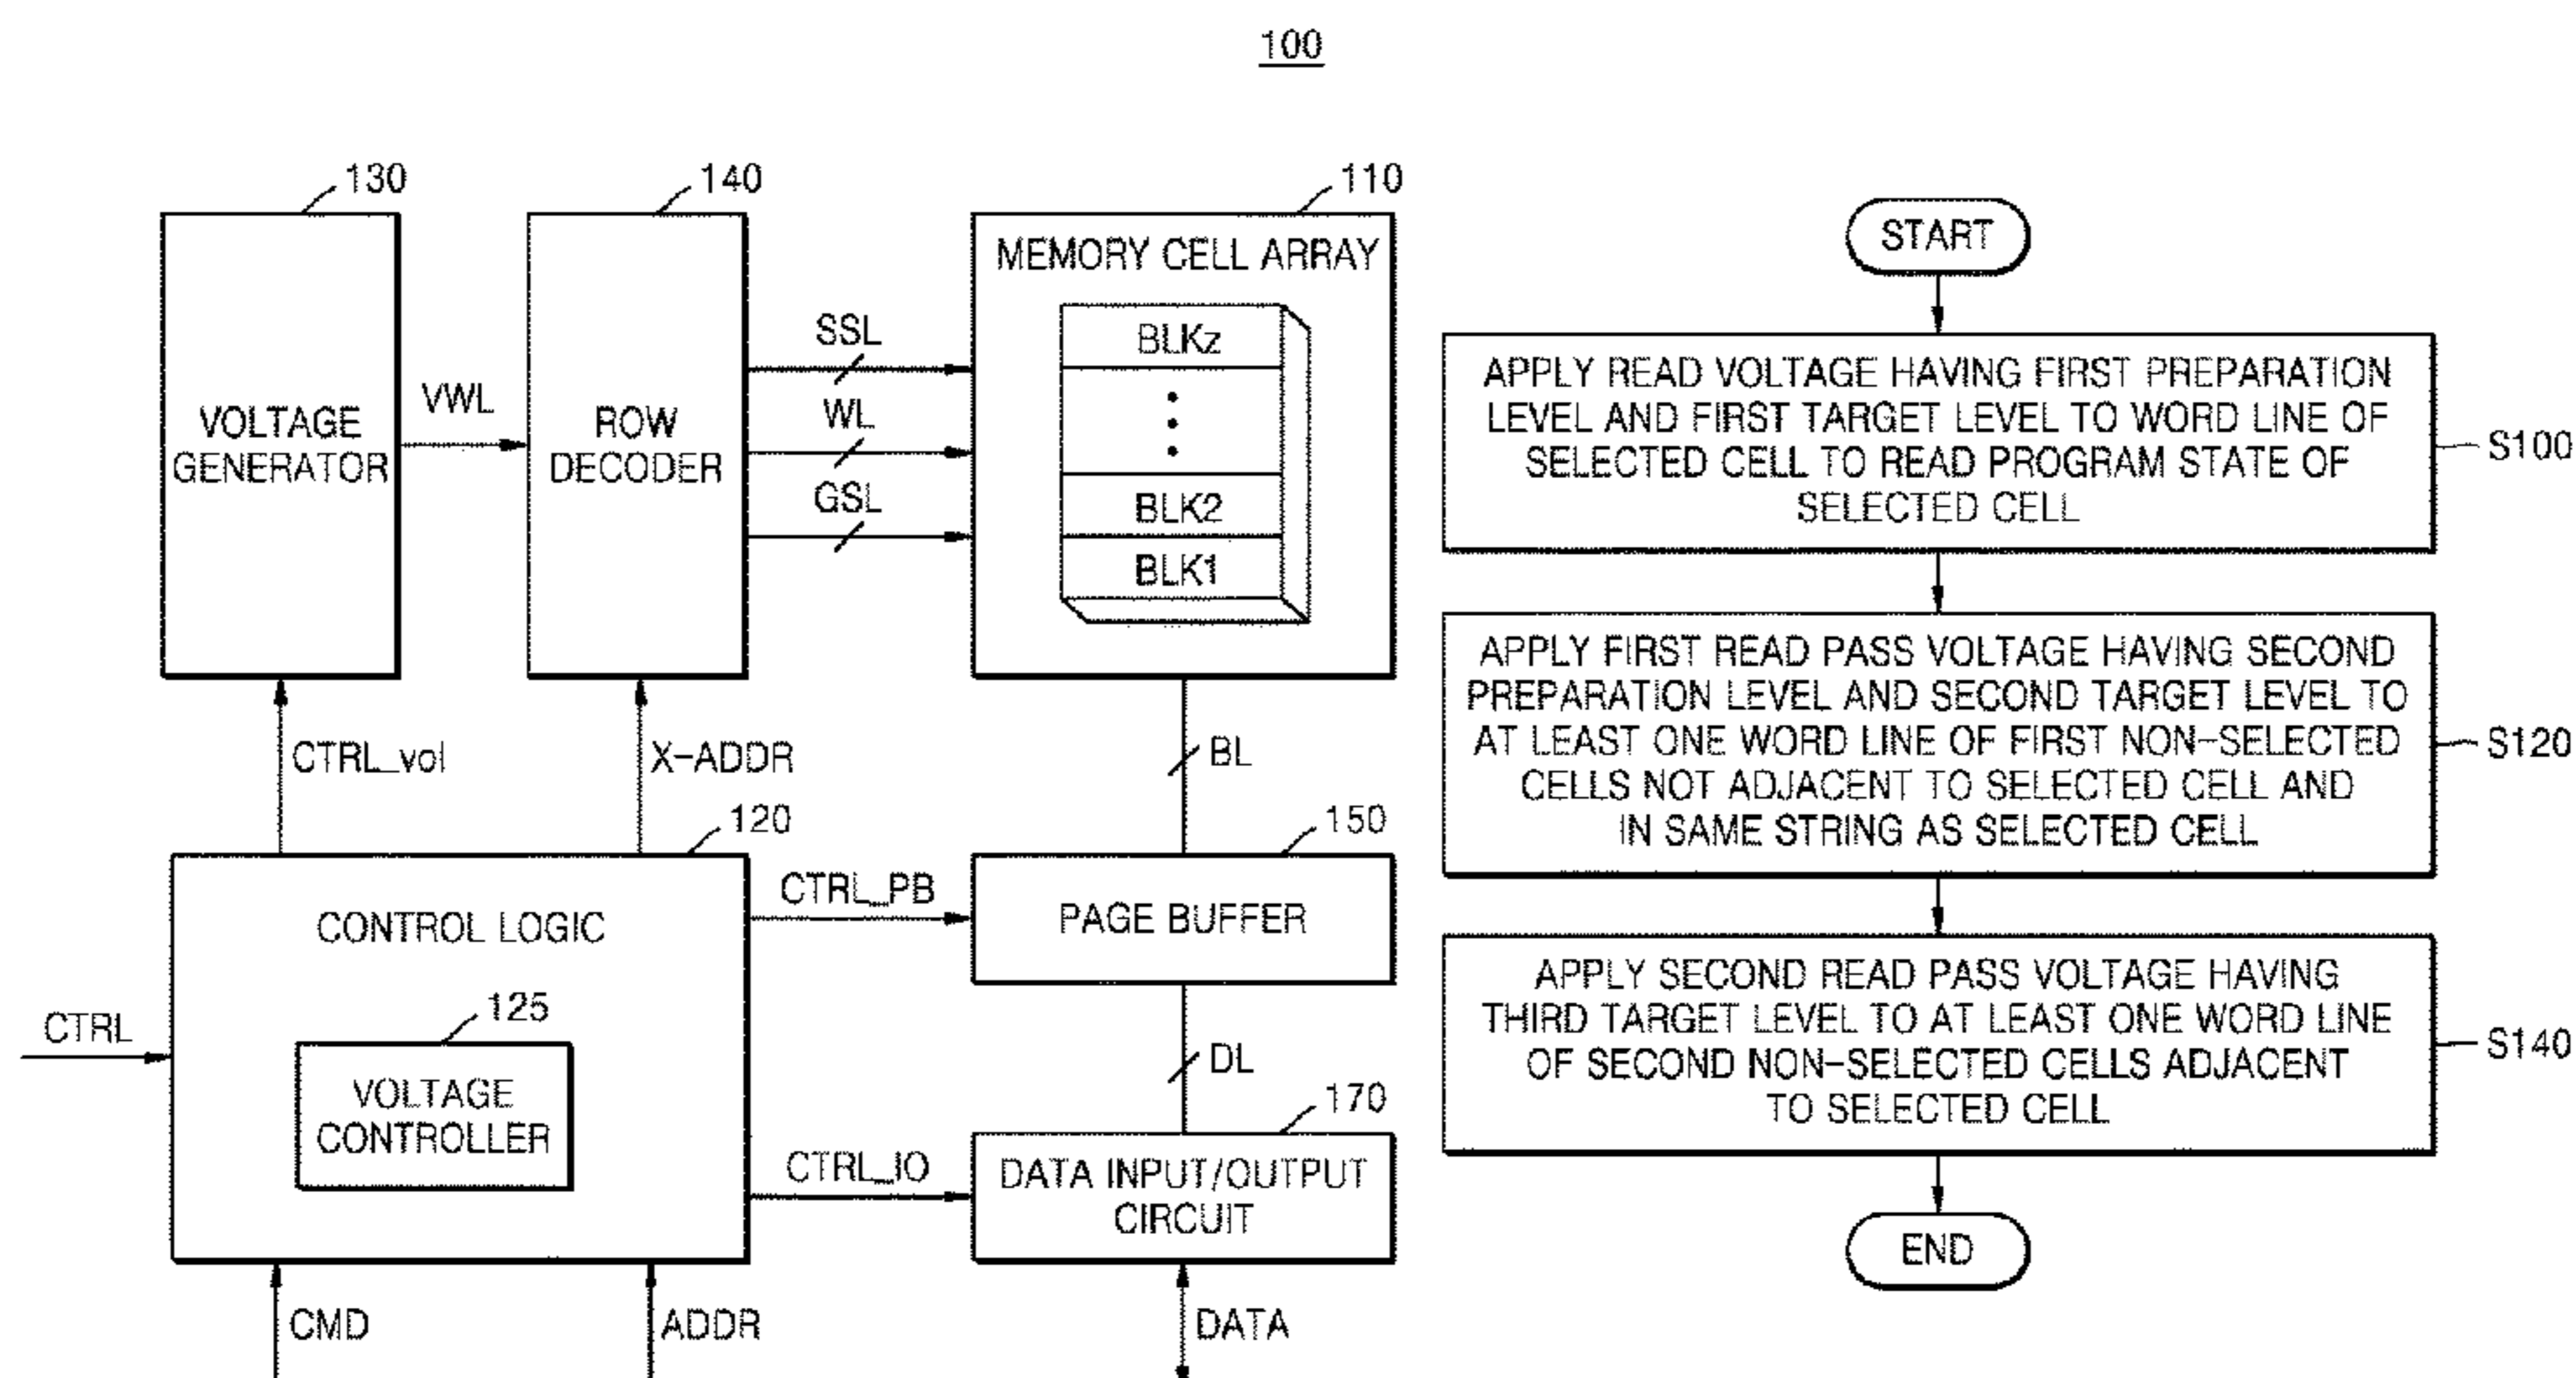 100
130
140
110
VOLTAGE
GENERATOR
VWL
ROW
DECODER
SSL
WL
GSL
MEMORY CELL ARRAY
BLKz
BLK2
BLK1
CTRL_vol
X-ADDR
BL
120
150
CONTROL LOGIC
CTRL_PB
PAGE BUFFER
CTRL
125
VOLTAGE
CONTROLLER
DL
170
CTRL_IO
DATA INPUT/OUTPUT
CIRCUIT
CMD
ADDR
DATA
START
APPLY READ VOLTAGE HAVING FIRST PREPARATION
LEVEL AND FIRST TARGET LEVEL TO WORD LINE OF
SELECTED CELL TO READ PROGRAM STATE OF
SELECTED CELL
S100
APPLY FIRST READ PASS VOLTAGE HAVING SECOND
PREPARATION LEVEL AND SECOND TARGET LEVEL TO
AT LEAST ONE WORD LINE OF FIRST NON-SELECTED
CELLS NOT ADJACENT TO SELECTED CELL AND
IN SAME STRING AS SELECTED CELL
S120
APPLY SECOND READ PASS VOLTAGE HAVING
THIRD TARGET LEVEL TO AT LEAST ONE WORD LINE
OF SECOND NON-SELECTED CELLS ADJACENT
TO SELECTED CELL
S140
END